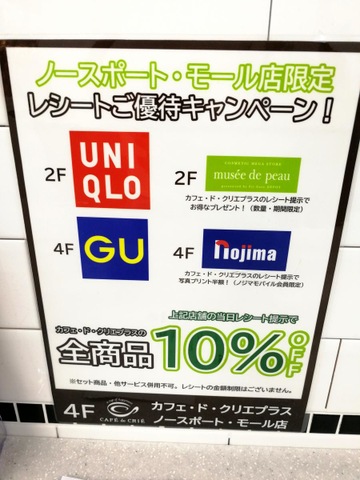 ノースポート・モール店限定
レシートご優待キャンペーン！
2F
UNI
QLO
2F
COSMETIC DRUG STORE
musée de peau
カフェ・ド・クリエプラスのレシート提示で
お得なプレゼント！（数量・期間限定）
4F
GU
4F
nojima
カフェ・ド・クリエプラスのレシート提示で
写真プリント半額！（ノジマモバイル会員限定）
上記店舗の当日レシート提示で
カフェ・ド・クリエプラスの
全商品
10%OFF
※セット商品・他サービス併用不可。レシートの金額制限はございません。
4F
CAFÉ de CRIÉ
カフェ・ド・クリエプラス
ノースポート・モール店